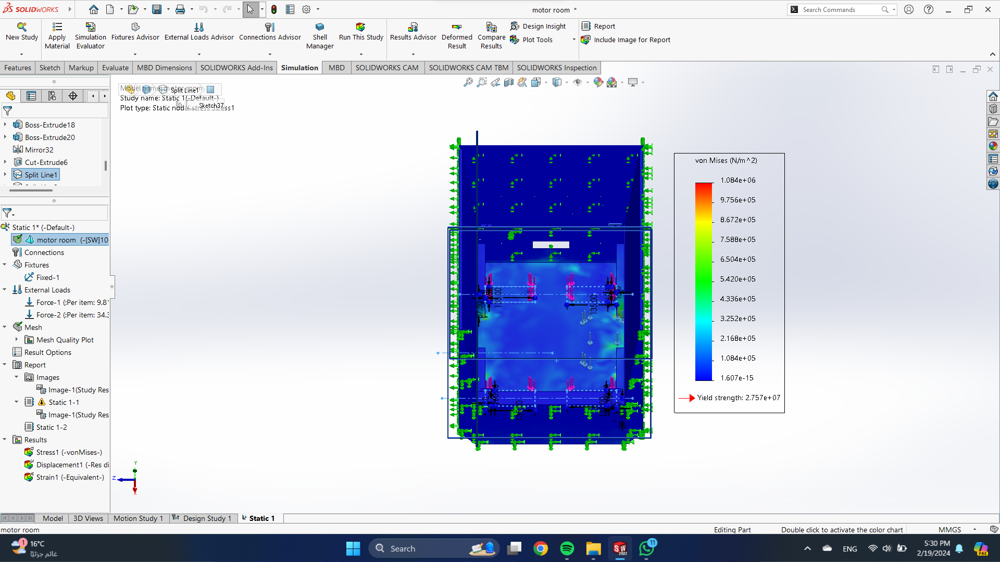 SOLIDWORKS
motor room *
Search Commands
New Study
Apply Material
Simulation Evaluator
Fixtures Advisor
External Loads Advisor
Connections Advisor
Shell Manager
Run This Study
Results Advisor
Deformed Result
Compare Results
Design Insight
Plot Tools
Report
Include Image for Report
Features
Sketch
Markup
Evaluate
MBD Dimensions
SOLIDWORKS Add-Ins
Simulation
MBD
SOLIDWORKS CAM
SOLIDWORKS CAM TBM
SOLIDWORKS Inspection
Model name: motor room
Split Line1
Study name: Static 1(-Default-)
Sketch37
Plot type: Static nodal stress Stress1
Boss-Extrude18
Boss-Extrude20
Mirror32
Cut-Extrude6
Split Line1
Static 1* (-Default-)
motor room (-[SW]10
Connections
Fixtures
Fixed-1
External Loads
Force-1 (:Per item: 9.81
Force-2 (:Per item: 34.3
Mesh
Mesh Quality Plot
Result Options
Report
Images
Image-1(Study Res
Static 1-1
Image-1(Study Res
Static 1-2
Results
Stress1 (-vonMises-)
Displacement1 (-Res di
Strain1 (-Equivalent-)
135.00
von Mises (N/m^2)
1.084e+06
9.756e+05
8.672e+05
7.588e+05
6.504e+05
5.420e+05
4.336e+05
3.252e+05
2.168e+05
1.084e+05
1.607e-15
Yield strength: 2.757e+07
Y
Z
X
Model
3D Views
Motion Study 1
Design Study 1
Static 1
motor room
Editing Part
Double click to activate the color chart
MMGS
1
16°C
غائم جزئيًا
Search
SW
2022
11
ENG
5:30 PM
2/19/2024
PRE